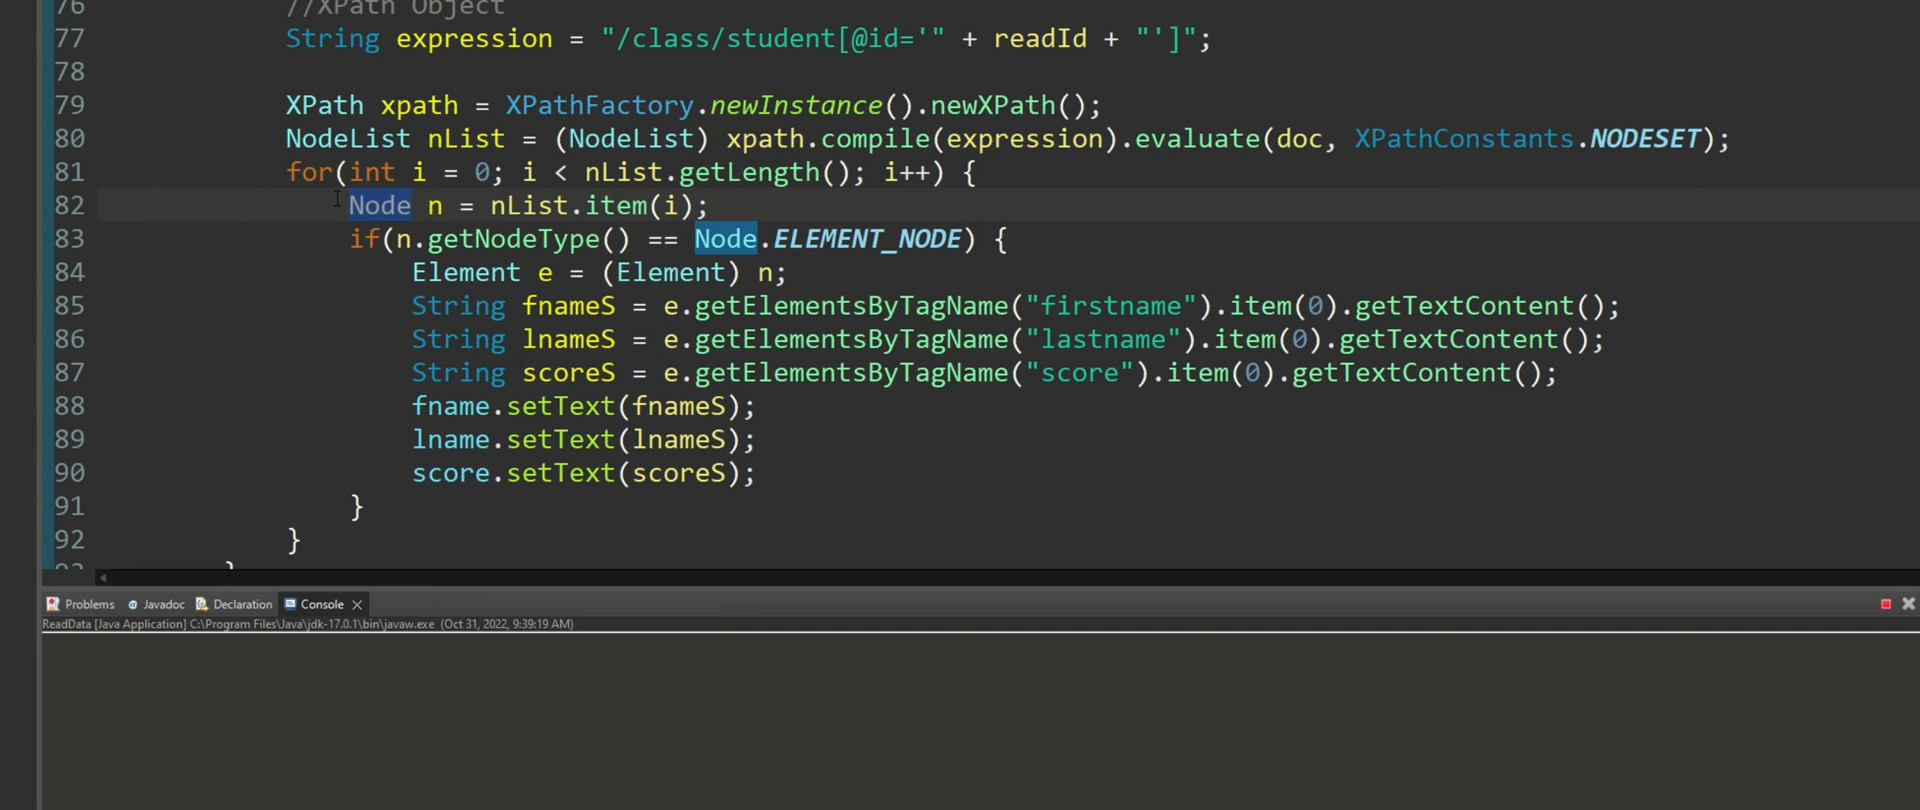 76 //XPath Object
77 String expression = "/class/student[@id='" + readId + "']";
78
79 XPath xpath = XPathFactory.newInstance().newXPath();
80 NodeList nList = (NodeList) xpath.compile(expression).evaluate(doc, XPathConstants.NODESET);
81 for(int i = 0; i < nList.getLength(); i++) {
82 Node n = nList.item(i);
83 if(n.getNodeType() == Node.ELEMENT_NODE) {
84 Element e = (Element) n;
85 String fnameS = e.getElementsByTagName("firstname").item(0).getTextContent();
86 String lnameS = e.getElementsByTagName("lastname").item(0).getTextContent();
87 String scoreS = e.getElementsByTagName("score").item(0).getTextContent();
88 fname.setText(fnameS);
89 lname.setText(lnameS);
90 score.setText(scoreS);
91 }
92 }
93 }
Problems Javadoc Declaration Console
ReadData [Java Application] C:\Program Files\Java\jdk-17.0.1\bin\javaw.exe (Oct 31, 2022, 9:39:19 AM)